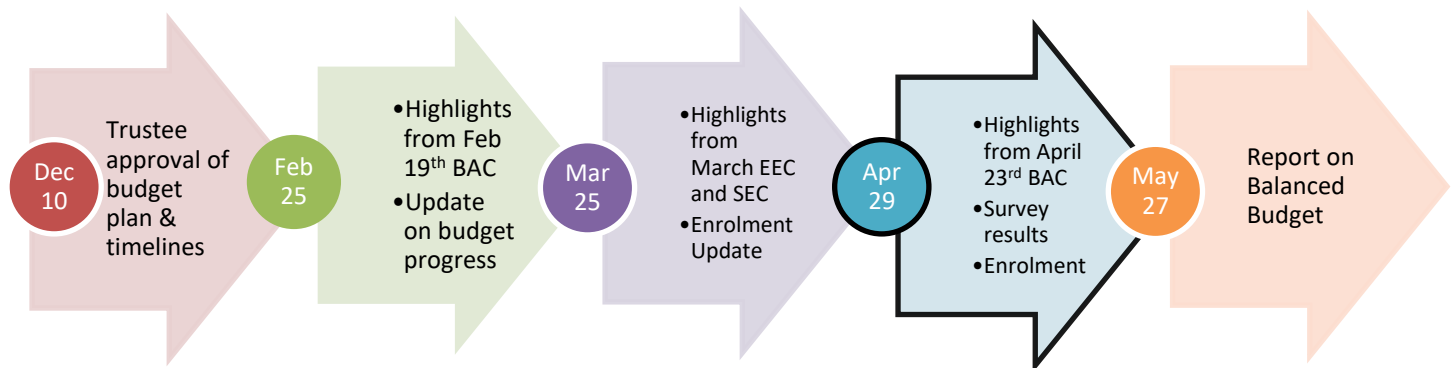 Dec
10
Trustee
approval of
budget
plan &
timelines
Feb
25
•Highlights
from Feb
19th BAC
•Update
on budget
progress
Mar
25
•Highlights
from
March EEC
and SEC
•Enrolment
Update
Apr
29
•Highlights
from April
23rd BAC
•Survey
results
•Enrolment
May
27
Report on
Balanced
Budget